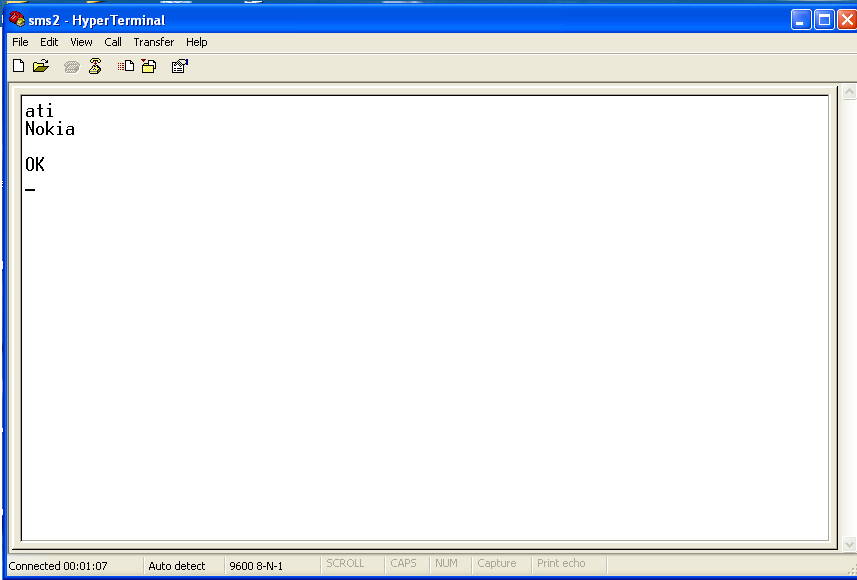 sms2 - HyperTerminal
File Edit View Call Transfer Help
ati
Nokia
OK
_
Connected 00:01:07 Auto detect 9600 8-N-1 SCROLL CAPS NUM Capture Print echo